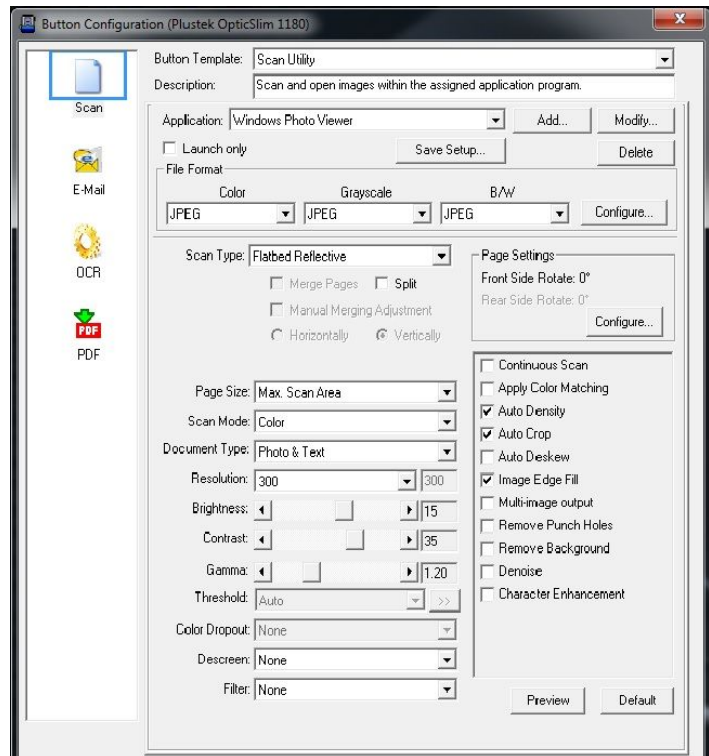 Button Configuration (Plustek OpticSlim 1180)
x
Scan
E-Mail
OCR
PDF
PDF
Button Template: Scan Utility
Description: Scan and open images within the assigned application program.
Application: Windows Photo Viewer Add... Modify...
Launch only Save Setup... Delete
File Format
Color Grayscale B/W
JPEG JPEG JPEG Configure...
Scan Type: Flatbed Reflective
Merge Pages Split
Manual Merging Adjustment
Horizontally Vertically
Page Settings
Front Side Rotate: 0°
Rear Side Rotate: 0°
Configure...
Page Size: Max. Scan Area
Scan Mode: Color
Document Type: Photo & Text
Resolution: 300 300
Brightness: 15
Contrast: 35
Gamma: 1.20
Threshold: Auto >>
Color Dropout: None
Descreen: None
Filter: None
Continuous Scan
Apply Color Matching
Auto Density
Auto Crop
Auto Deskew
Image Edge Fill
Multi-image output
Remove Punch Holes
Remove Background
Denoise
Character Enhancement
Preview Default